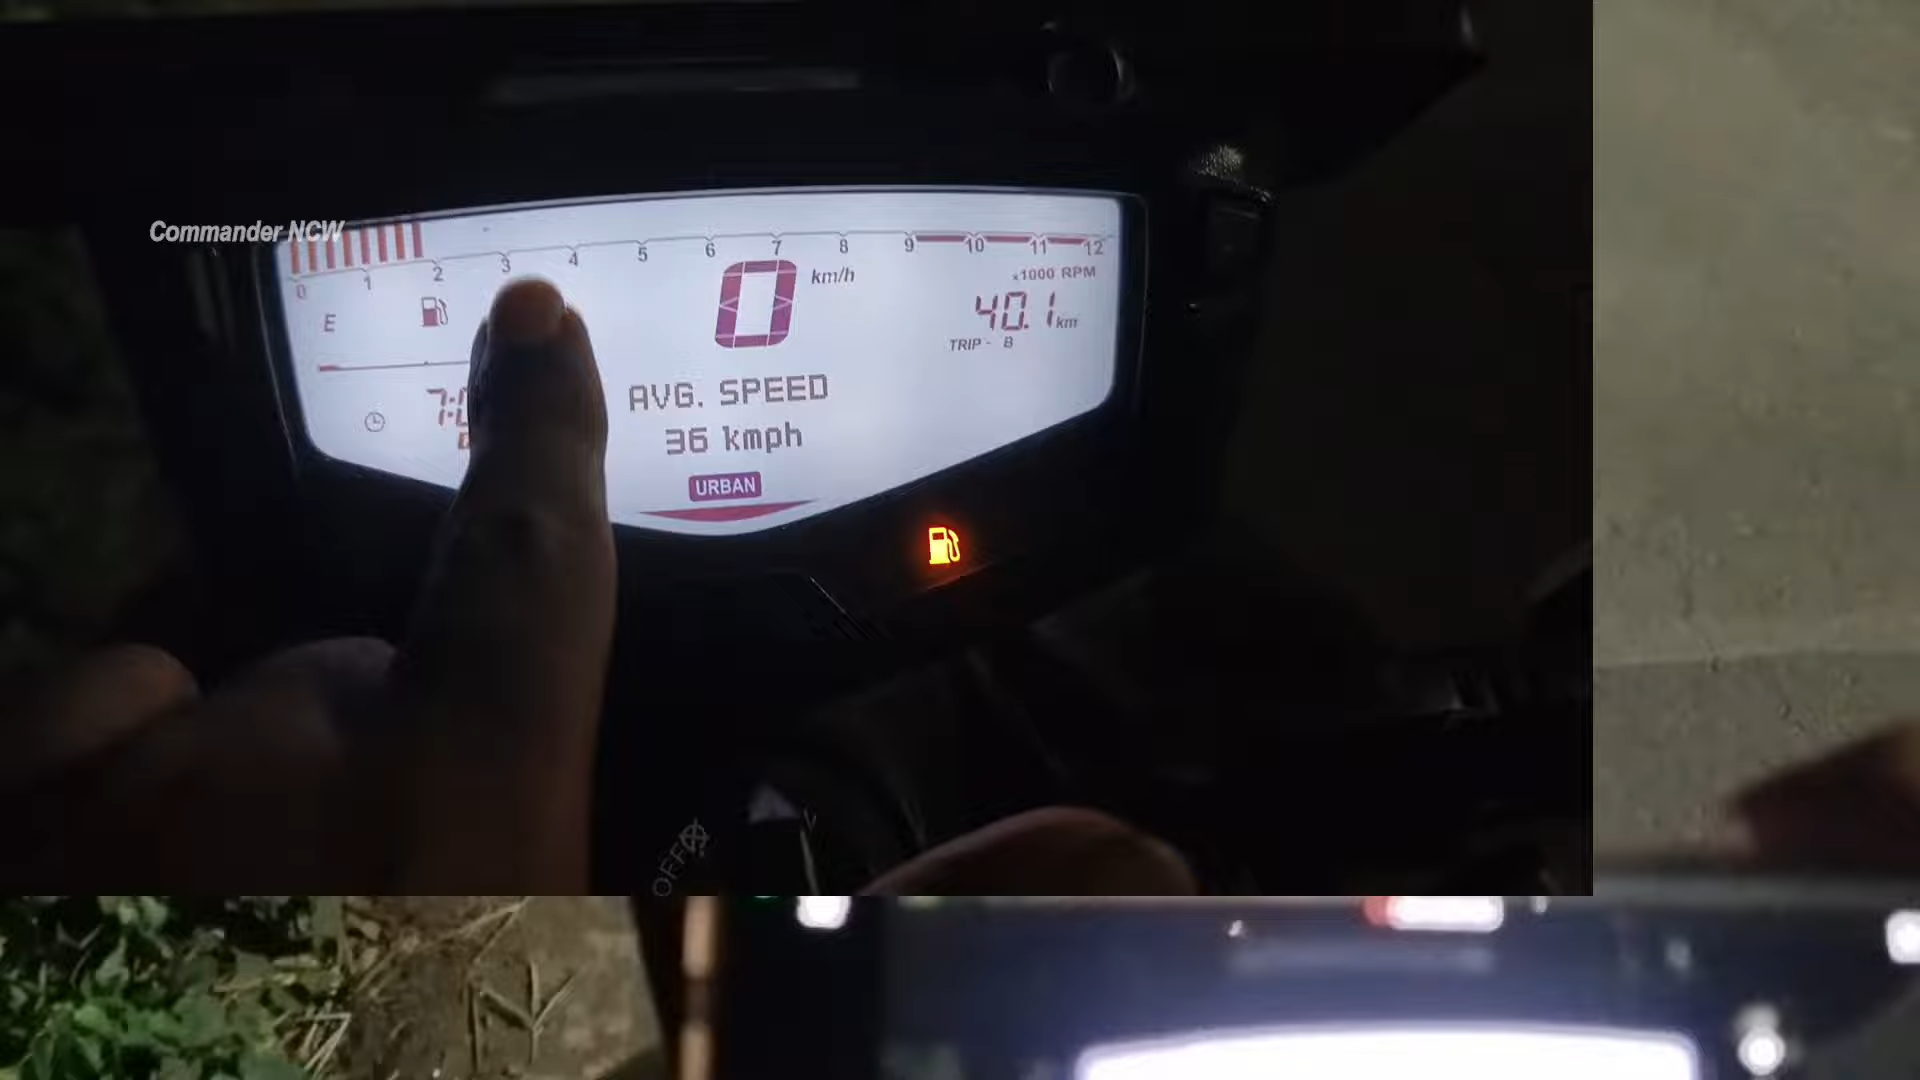 Commander NCW
0 1 2 3 4 5 6 7 8 9 10 11 12
x1000 RPM
E
0 km/h
40.1 km
TRIP - B
AVG. SPEED
36 kmph
URBAN
OFF